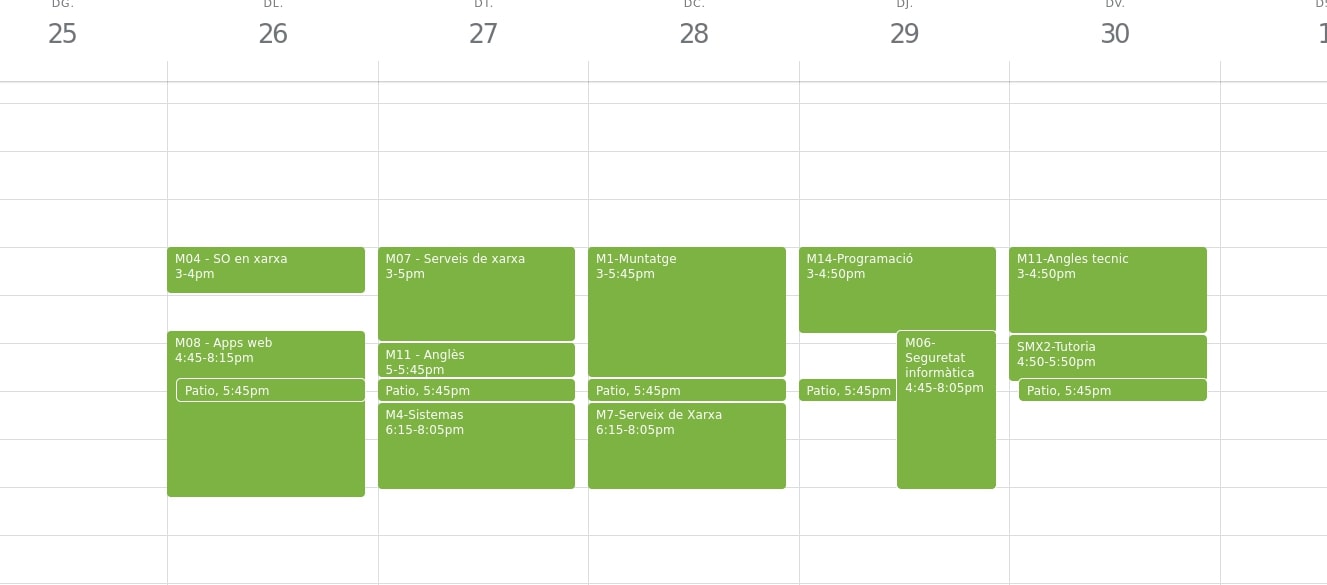 DG.
25
DL.
26
DT.
27
DC.
28
DJ.
29
DV.
30
M04 - SO en xarxa
3-4pm
M08 - Apps web
4:45-8:15pm
Patio, 5:45pm
M07 - Serveis de xarxa
3-5pm
M11 - Anglès
5-5:45pm
Patio, 5:45pm
M4-Sistemas
6:15-8:05pm
M1-Muntatge
3-5:45pm
Patio, 5:45pm
M7-Serveix de Xarxa
6:15-8:05pm
M14-Programació
3-4:50pm
Patio, 5:45pm
M06-
Seguretat
informàtica
4:45-8:05pm
M11-Angles tecnic
3-4:50pm
SMX2-Tutoria
4:50-5:50pm
Patio, 5:45pm